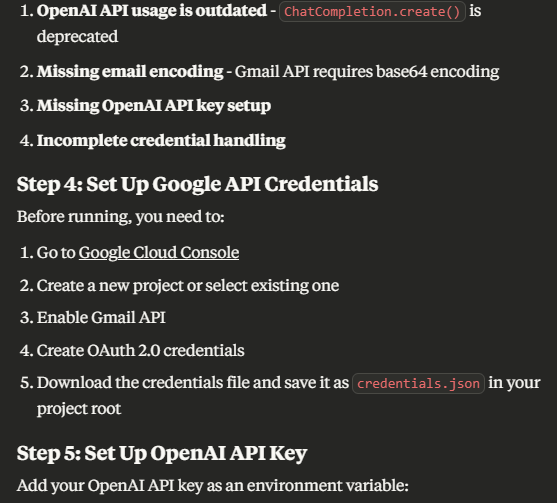 1. OpenAI API usage is outdated - ChatCompletion.create() is
deprecated
2. Missing email encoding - Gmail API requires base64 encoding
3. Missing OpenAI API key setup
4. Incomplete credential handling
Step 4: Set Up Google API Credentials
Before running, you need to:
1. Go to Google Cloud Console
2. Create a new project or select existing one
3. Enable Gmail API
4. Create OAuth 2.0 credentials
5. Download the credentials file and save it as credentials.json in your
project root
Step 5: Set Up OpenAI API Key
Add your OpenAI API key as an environment variable: